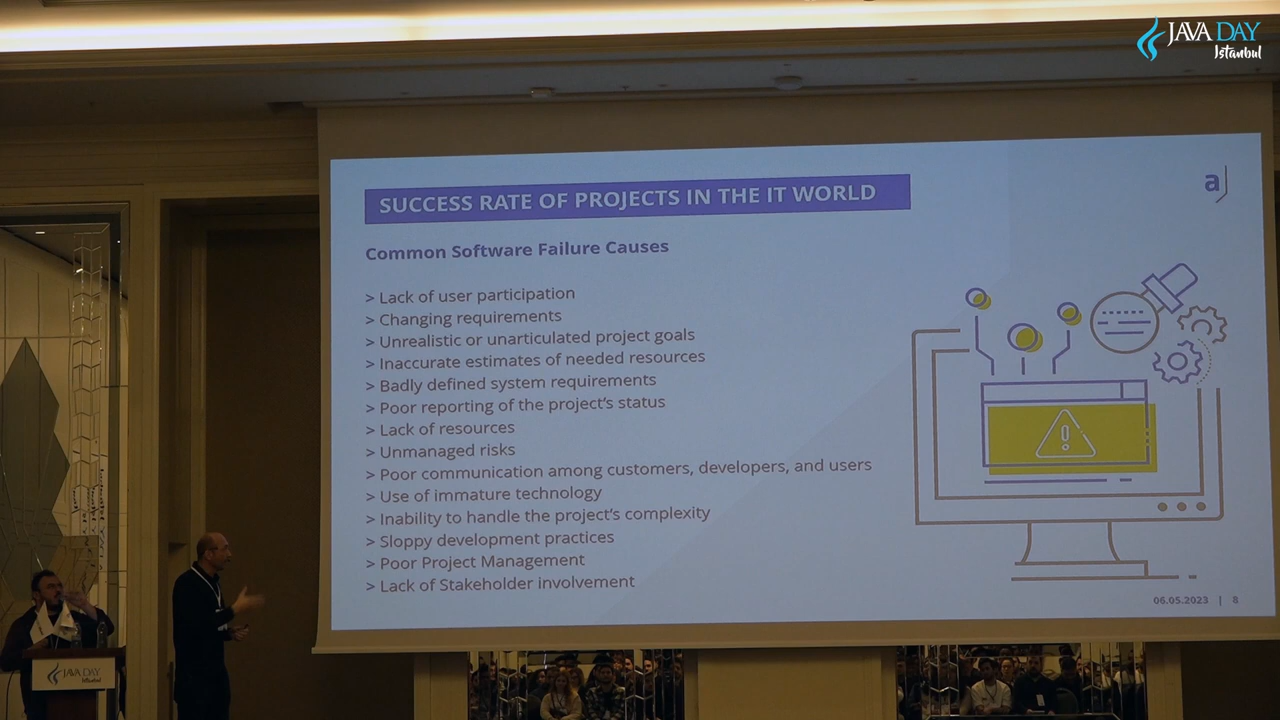 JAVA DAY
Istanbul
a
SUCCESS RATE OF PROJECTS IN THE IT WORLD
Common Software Failure Causes
> Lack of user participation
> Changing requirements
> Unrealistic or unarticulated project goals
> Inaccurate estimates of needed resources
> Badly defined system requirements
> Poor reporting of the project's status
> Lack of resources
> Unmanaged risks
> Poor communication among customers, developers, and users
> Use of immature technology
> Inability to handle the project's complexity
> Sloppy development practices
> Poor Project Management
> Lack of Stakeholder involvement
06.05.2023 | 8
JAVA DAY
Istanbul